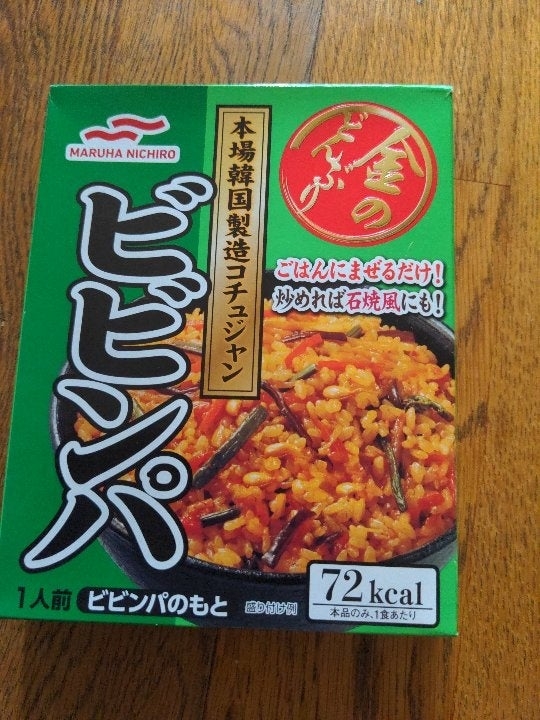 MARUHA NICHIRO
本場韓国製造コチュジャン
金の
どんぶり
ごはんにまぜるだけ!
炒めれば石焼風にも!
ビビンパ
1人前 ビビンパのもと 盛り付け例
72kcal
本品のみ、1食あたり